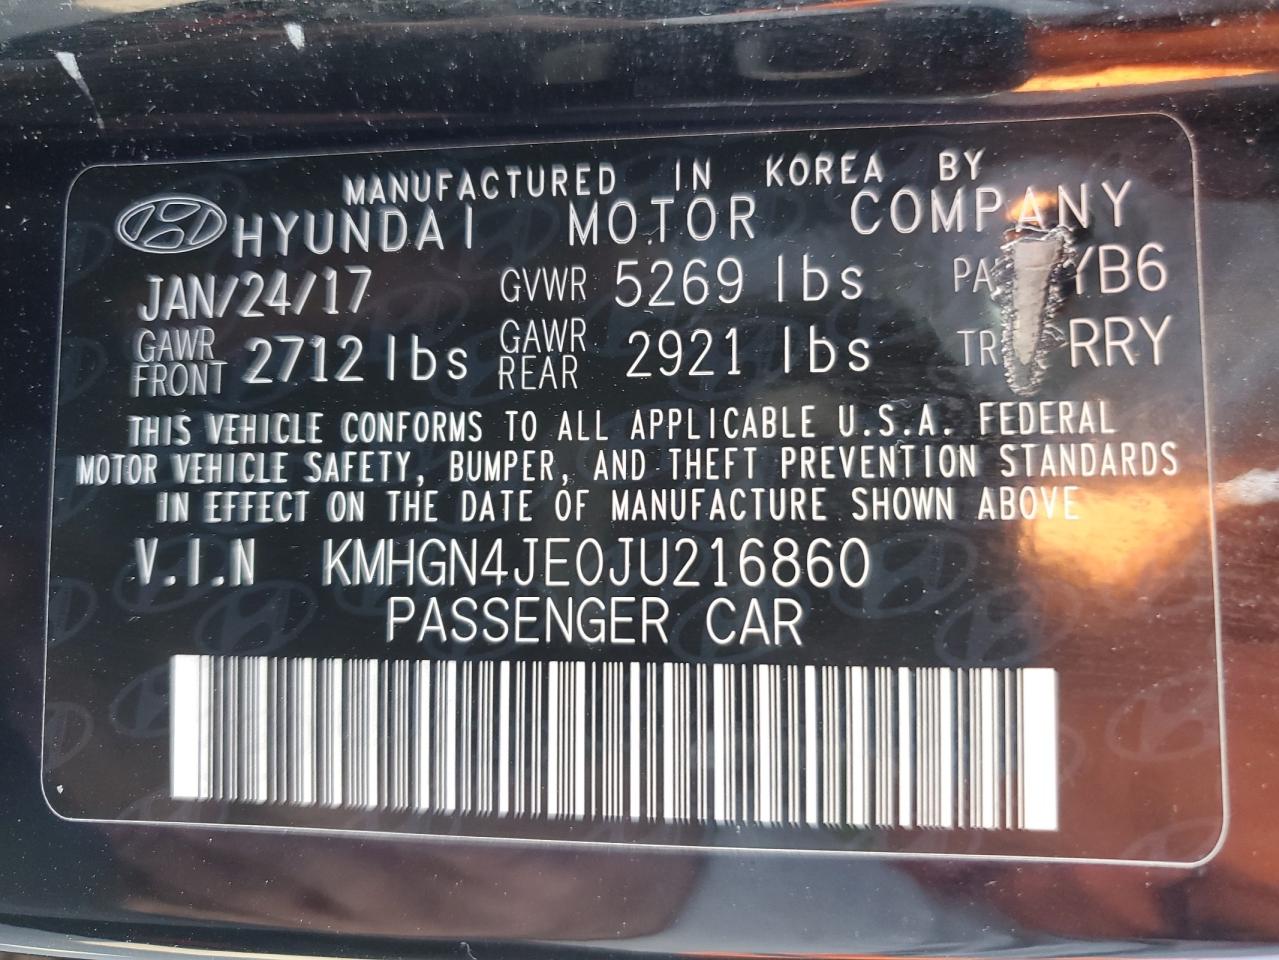 MANUFACTURED IN KOREA BY
HYUNDAI MOTOR COMPANY
JAN/24/17 GVWR 5269 lbs YB6
GAWR FRONT 2712 lbs GAWR REAR 2921 lbs RRY
THIS VEHICLE CONFORMS TO ALL APPLICABLE U.S.A. FEDERAL
MOTOR VEHICLE SAFETY, BUMPER, AND THEFT PREVENTION STANDARDS
IN EFFECT ON THE DATE OF MANUFACTURE SHOWN ABOVE
V.I.N KMHGN4JE0JU216860
PASSENGER CAR